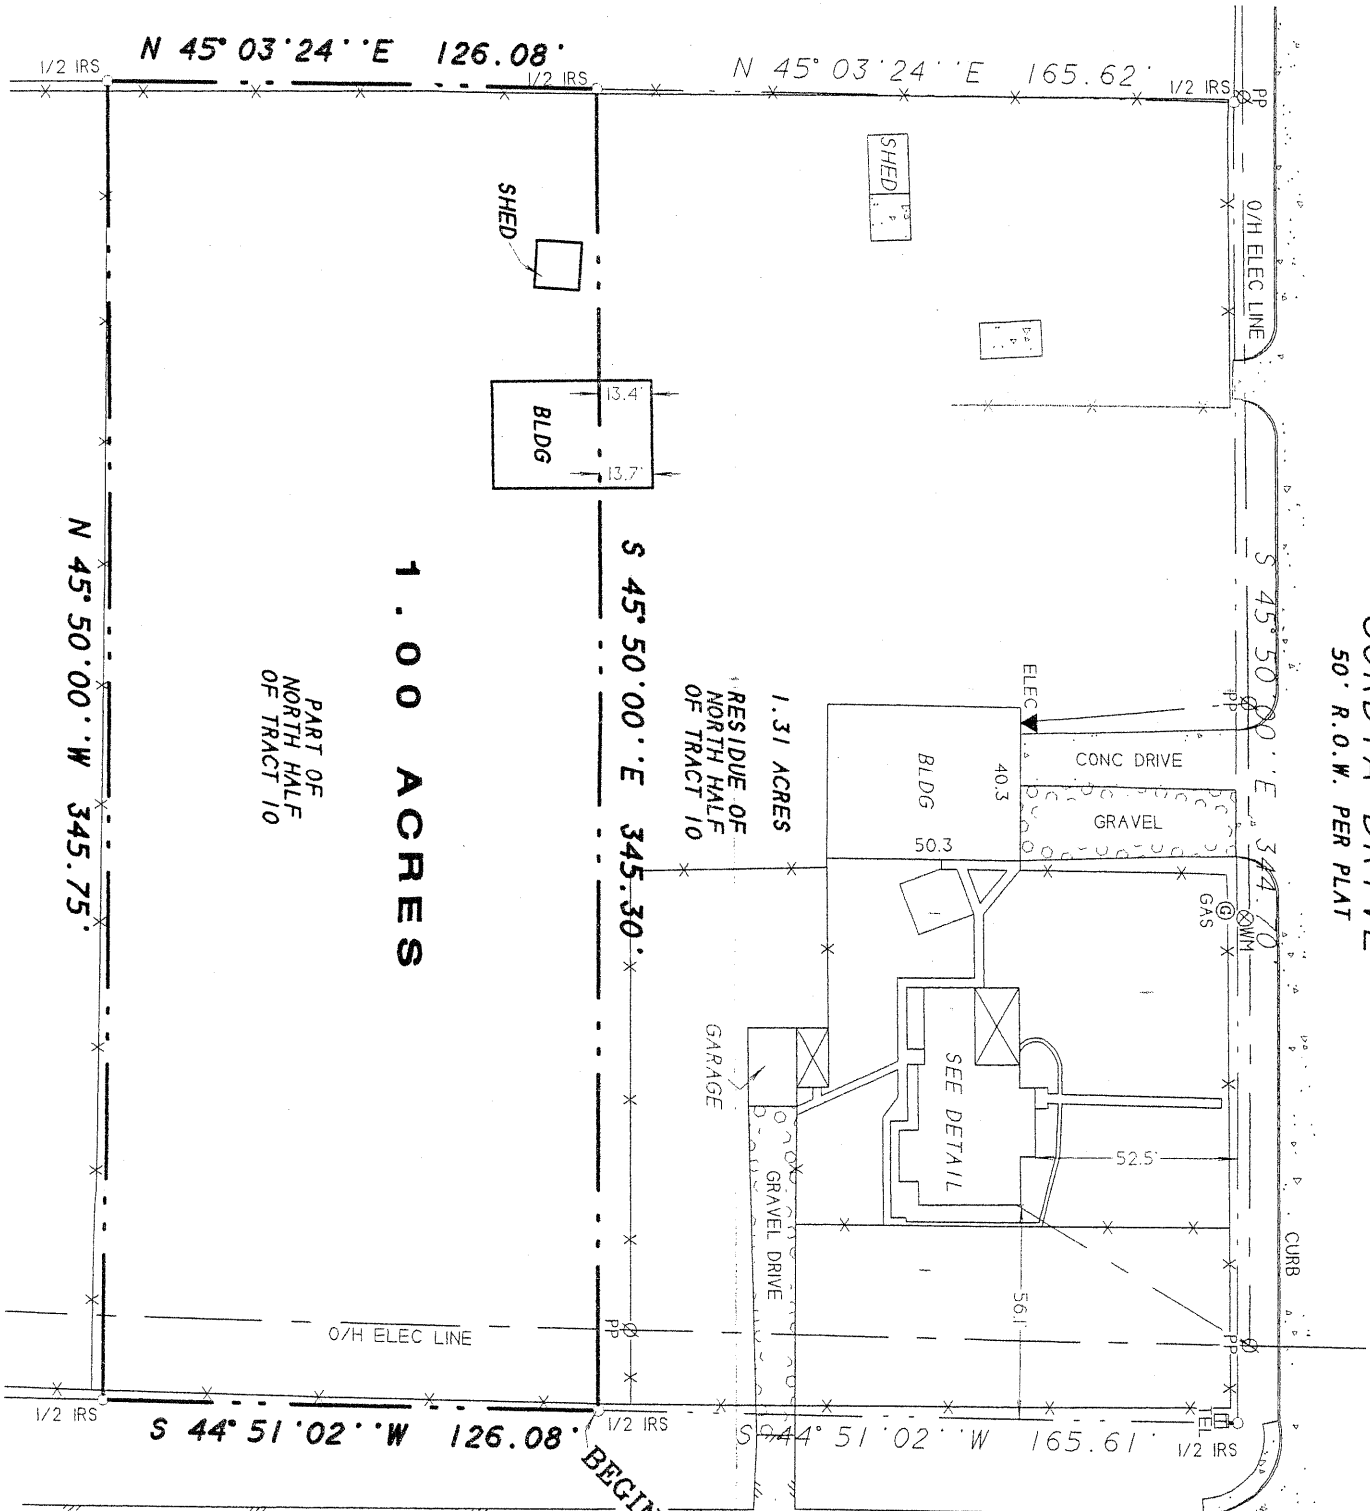 N 45° 03'24''E 126.08'
N 45° 03'24''E 165.62'
1/2 IRS
1/2 IRS
1/2 IRS
PP
SHED
SHED
O/H ELEC LINE
BLDG
13.4'
13.7'
S 45° 50'00''E 345.30'
N 45° 50'00''W 345.75'
1.00 ACRES
PART OF
NORTH HALF
OF TRACT 10
1.31 ACRES
RESIDUE OF
NORTH HALF
OF TRACT 10
S 45° 50'00''E 344.70'
50' R.O.W. PER PLAT
PP
ELEC
CONC DRIVE
GRAVEL
BLDG
40.3
50.3
GAS
G
WM
SEE DETAIL
GARAGE
GRAVEL DRIVE
52.5'
56.1'
CURB
O/H ELEC LINE
PP
PP
TEL
1/2 IRS
1/2 IRS
1/2 IRS
S 44° 51'02''W 126.08'
S 44° 51'02''W 165.61'